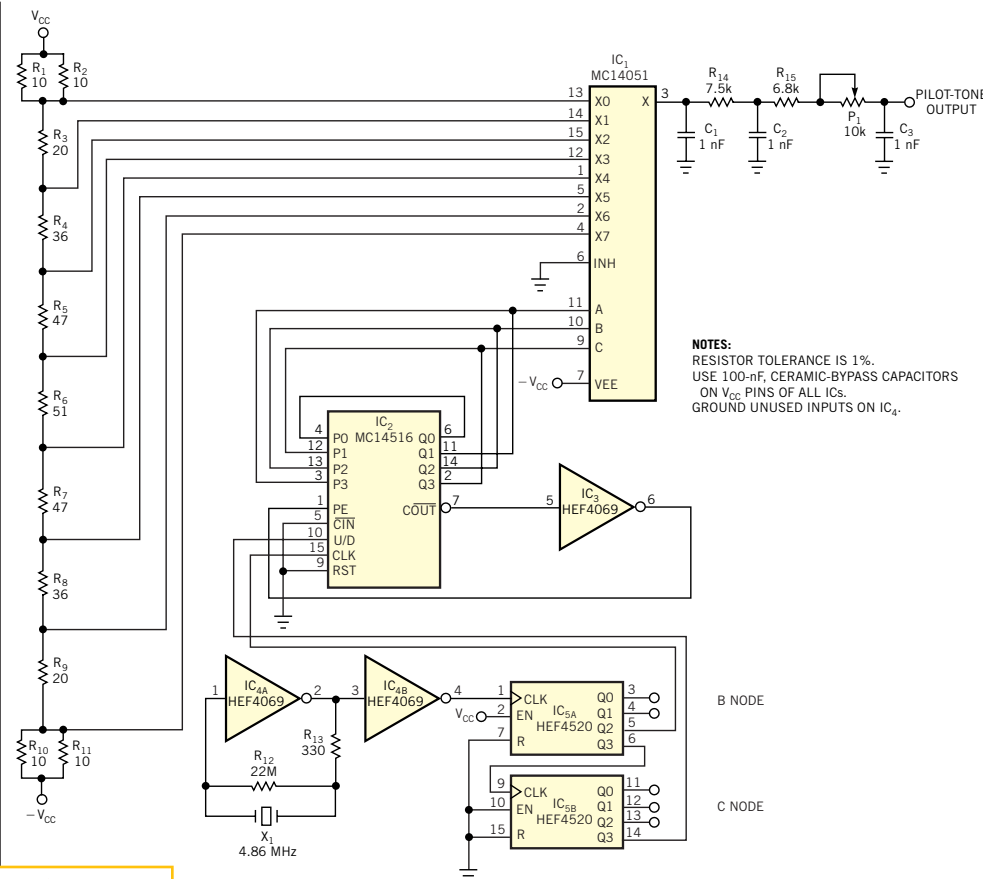 VCC
R1
10
R2
10
R3
20
R4
36
R5
47
R6
51
R7
47
R8
36
R9
20
R10
10
R11
10
−VCC
IC1
MC14051
13 X0
14 X1
15 X2
12 X3
1 X4
5 X5
2 X6
4 X7
6 INH
11 A
10 B
9 C
−VCC 7 VEE
X 3
R14
7.5k
R15
6.8k
P1
10k
C1
1 nF
C2
1 nF
C3
1 nF
PILOT-TONE
OUTPUT
NOTES:
RESISTOR TOLERANCE IS 1%.
USE 100-nF, CERAMIC-BYPASS CAPACITORS
ON VCC PINS OF ALL ICs.
GROUND UNUSED INPUTS ON IC4.
IC2
MC14516
4 P0
12 P1
13 P2
3 P3
1 PE
5 CIN
10 U/D
15 CLK
9 RST
Q0 6
Q1 11
Q2 14
Q3 2
COUT 7
5 IC3 6
HEF4069
1 IC4A 2
HEF4069
3 IC4B 4
HEF4069
R13
330
R12
22M
X1
4.86 MHz
VCC
IC5A
HEF4520
1 CLK
2 EN
7 R
Q0 3
Q1 4
Q2 5
Q3 6
B NODE
IC5B
HEF4520
9 CLK
10 EN
15 R
Q0 11
Q1 12
Q2 13
Q3 14
C NODE